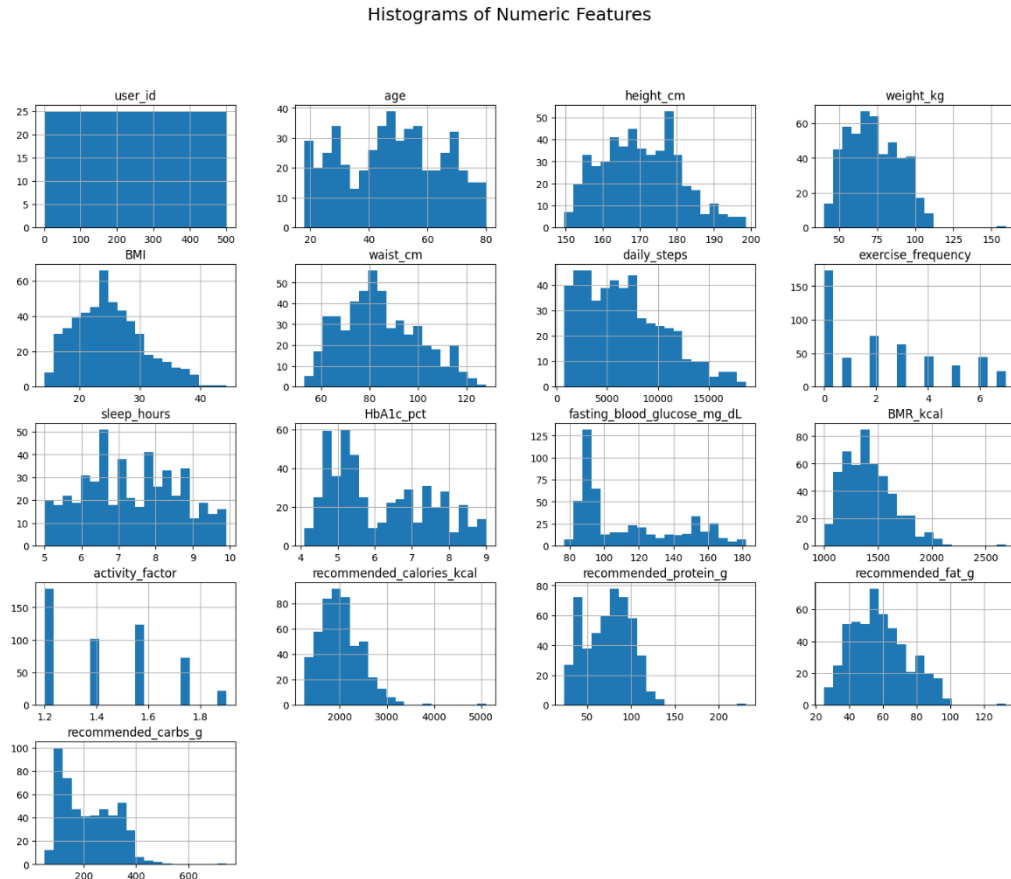 Histograms of Numeric Features
user_id
25
20
15
10
5
0
0 100 200 300 400 500
age
40
30
20
10
0
20 40 60 80
height_cm
50
40
30
20
10
0
150 160 170 180 190 200
weight_kg
60
40
20
0
50 75 100 125 150
BMI
60
40
20
0
20 30 40
waist_cm
50
40
30
20
10
0
60 80 100 120
daily_steps
40
30
20
10
0
0 5000 10000 15000
exercise_frequency
150
100
50
0
0 2 4 6
sleep_hours
50
40
30
20
10
0
5 6 7 8 9 10
HbA1c_pct
60
40
20
0
4 5 6 7 8 9
fasting_blood_glucose_mg_dL
125
100
75
50
25
0
80 100 120 140 160 180
BMR_kcal
80
60
40
20
0
1000 1500 2000 2500
activity_factor
150
100
50
0
1.2 1.4 1.6 1.8
recommended_calories_kcal
80
60
40
20
0
2000 3000 4000 5000
recommended_protein_g
80
60
40
20
0
50 100 150 200
recommended_fat_g
60
40
20
0
20 40 60 80 100 120
recommended_carbs_g
100
80
60
40
20
0
200 400 600